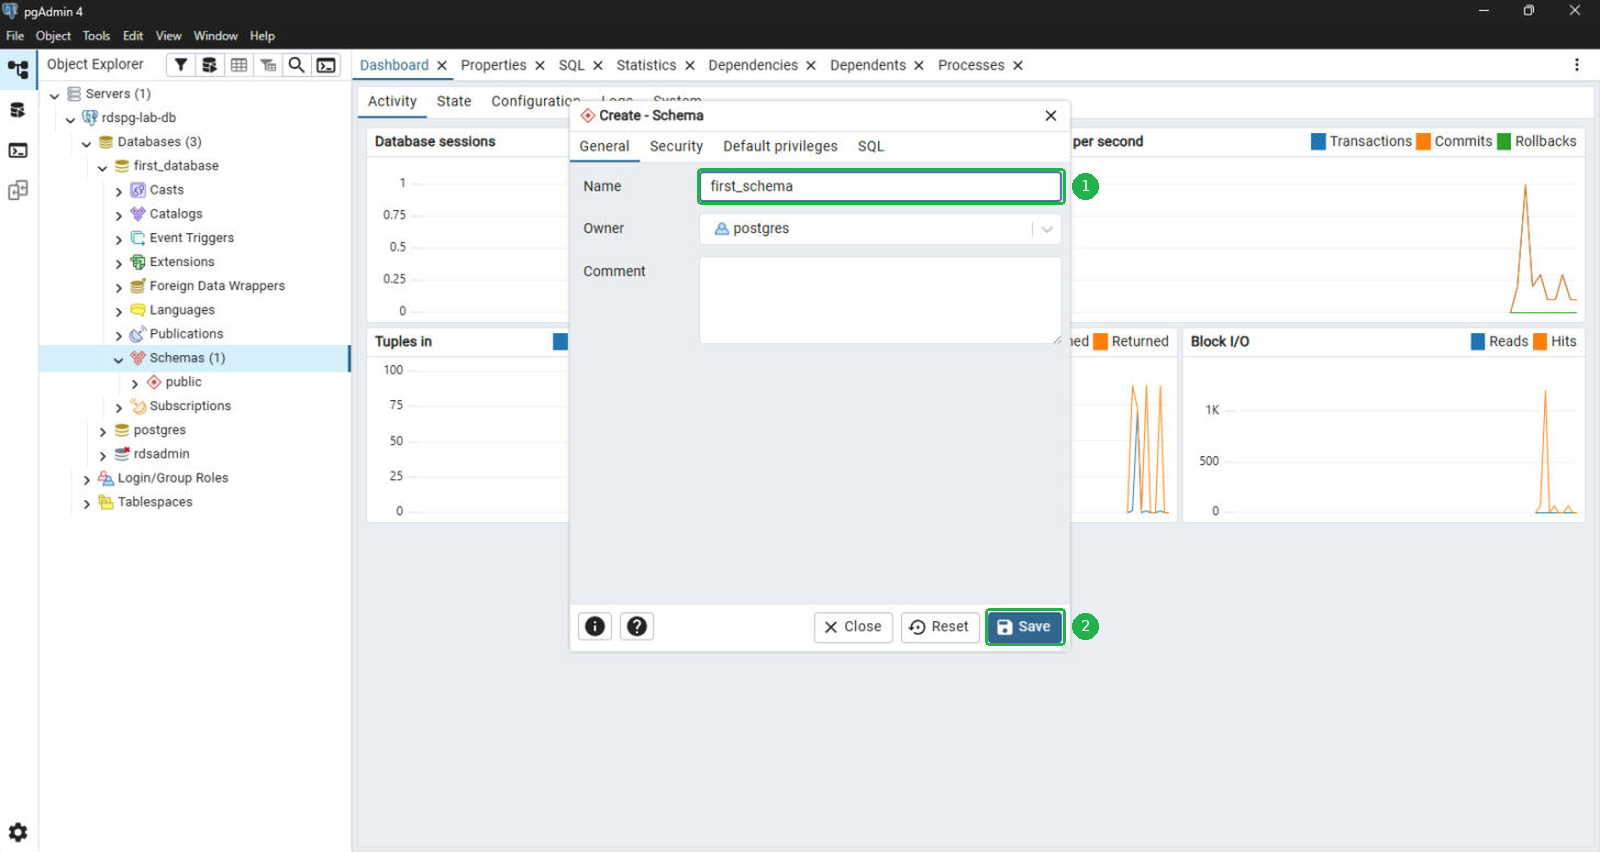 pgAdmin 4
File Object Tools Edit View Window Help
Object Explorer
Dashboard Properties SQL Statistics Dependencies Dependents Processes
Servers (1)
rdspg-lab-db
Databases (3)
first_database
Casts
Catalogs
Event Triggers
Extensions
Foreign Data Wrappers
Languages
Publications
Schemas (1)
public
Subscriptions
postgres
rdsadmin
Login/Group Roles
Tablespaces
Activity State Configuration Logs System
Database sessions
1
0.75
0.5
0.25
0
per second Transactions Commits Rollbacks
Tuples in
100
75
50
25
0
Returned
Block I/O Reads Hits
1K
500
0
Create - Schema
General Security Default privileges SQL
Name first_schema 1
Owner postgres
Comment
Close Reset Save 2